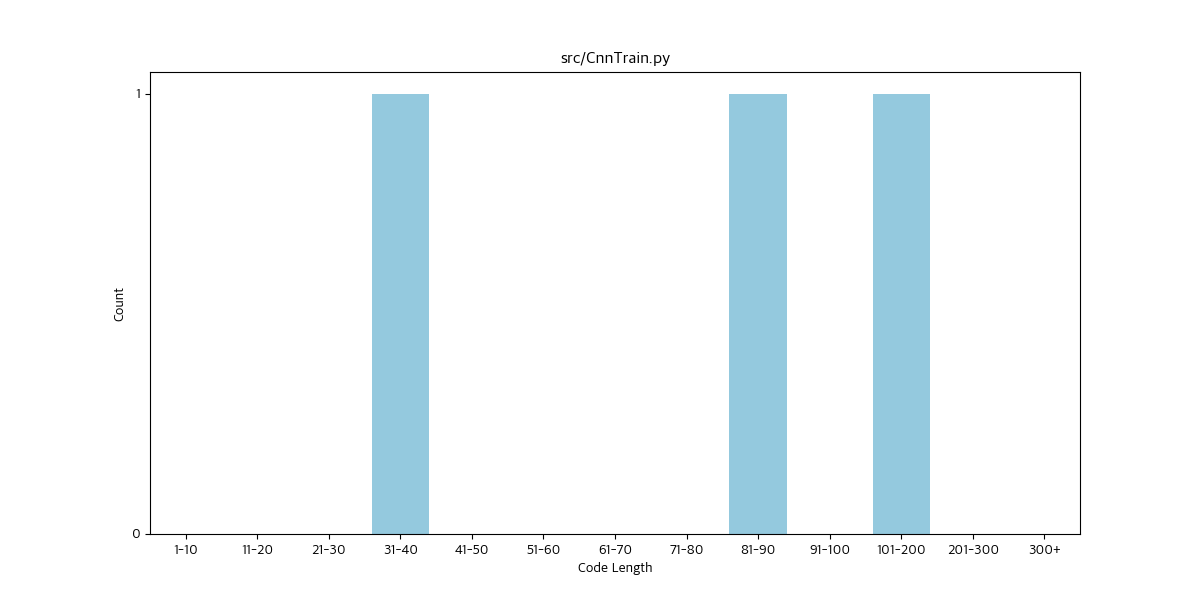 src/CnnTrain.py
1
Count
0
1-10 11-20 21-30 31-40 41-50 51-60 61-70 71-80 81-90 91-100 101-200 201-300 300+
Code Length